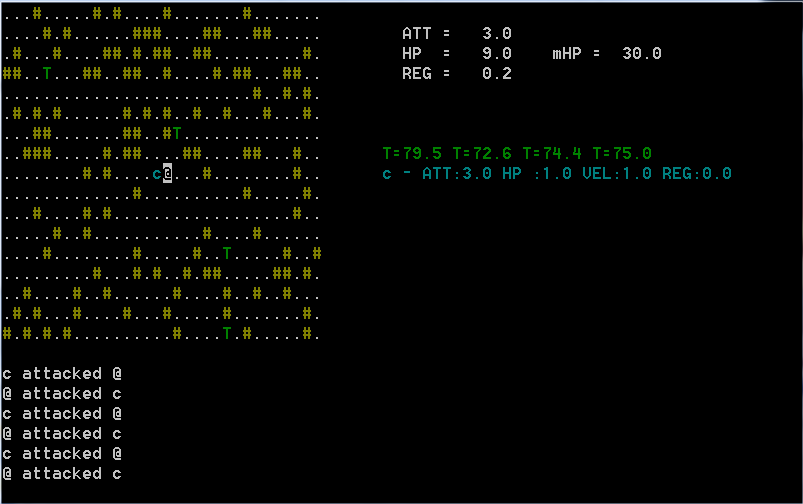 ATT = 3.0
HP = 9.0 mHP = 30.0
REG = 0.2
T=79.5 T=72.6 T=74.4 T=75.0
c - ATT:3.0 HP :1.0 VEL:1.0 REG:0.0
c attacked @
@ attacked c
c attacked @
@ attacked c
c attacked @
@ attacked c